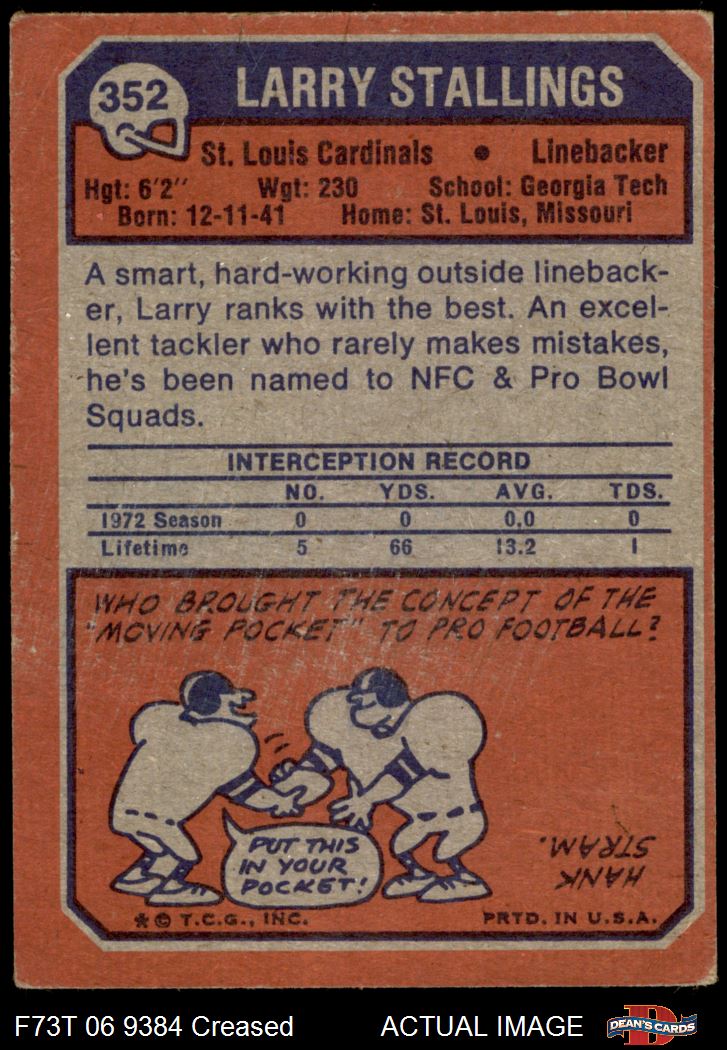 352
LARRY STALLINGS
St. Louis Cardinals • Linebacker
Hgt: 6'2" Wgt: 230 School: Georgia Tech
Born: 12-11-41 Home: St. Louis, Missouri
A smart, hard-working outside lineback-
er, Larry ranks with the best. An excel-
lent tackler who rarely makes mistakes,
he's been named to NFC & Pro Bowl
Squads.
INTERCEPTION RECORD
NO. YDS. AVG. TDS.
1972 Season 0 0 0.0 0
Lifetime 5 66 13.2 1
WHO BROUGHT THE CONCEPT OF THE
"MOVING POCKET" TO PRO FOOTBALL?
PUT THIS
IN YOUR
POCKET!
HANK
STRAM.
* © T.C.G., INC. PRTD. IN U.S.A.
F73T 06 9384 Creased ACTUAL IMAGE
DEAN'S CARDS